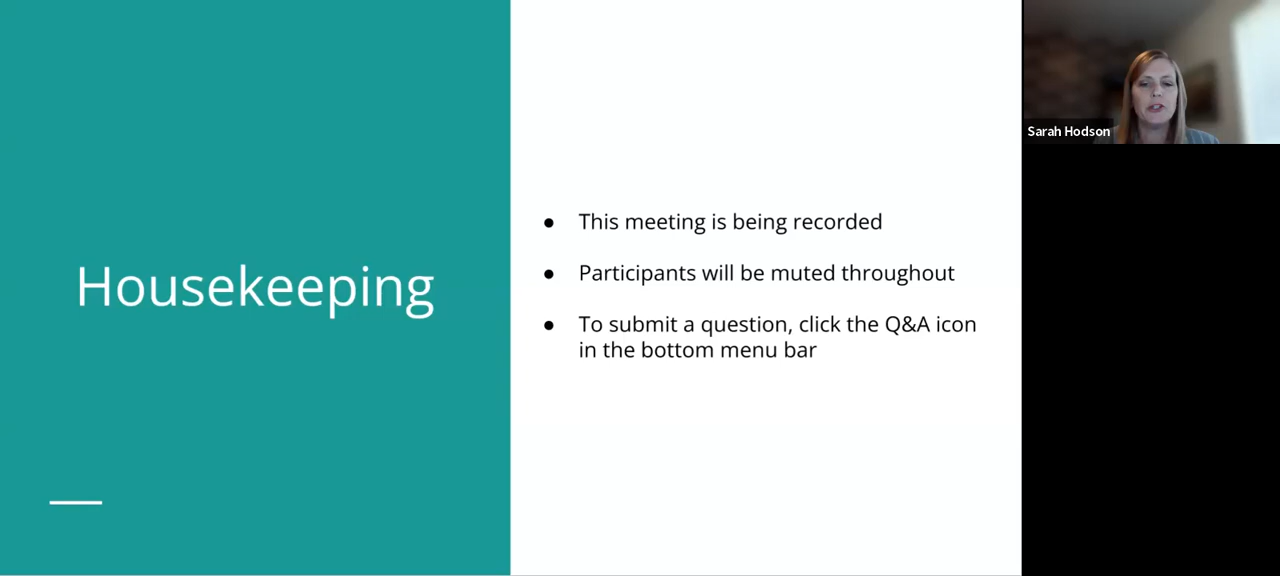 Housekeeping
● This meeting is being recorded
● Participants will be muted throughout
● To submit a question, click the Q&A icon
in the bottom menu bar
Sarah Hodson